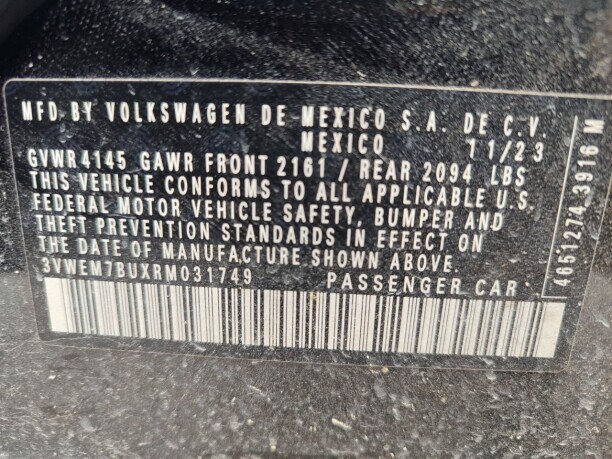 MFD. BY VOLKSWAGEN DE-MEXICO S.A. DE C.V.
MEXICO 11/23
GVWR 4145 GAWR FRONT 2161 / REAR 2094 LBS
THIS VEHICLE CONFORMS TO ALL APPLICABLE U.S.
FEDERAL MOTOR VEHICLE SAFETY, BUMPER AND
THEFT PREVENTION STANDARDS IN EFFECT ON
THE DATE OF MANUFACTURE SHOWN ABOVE.
3VWEM7BUXRM031749 PASSENGER CAR
4651274 3916 M